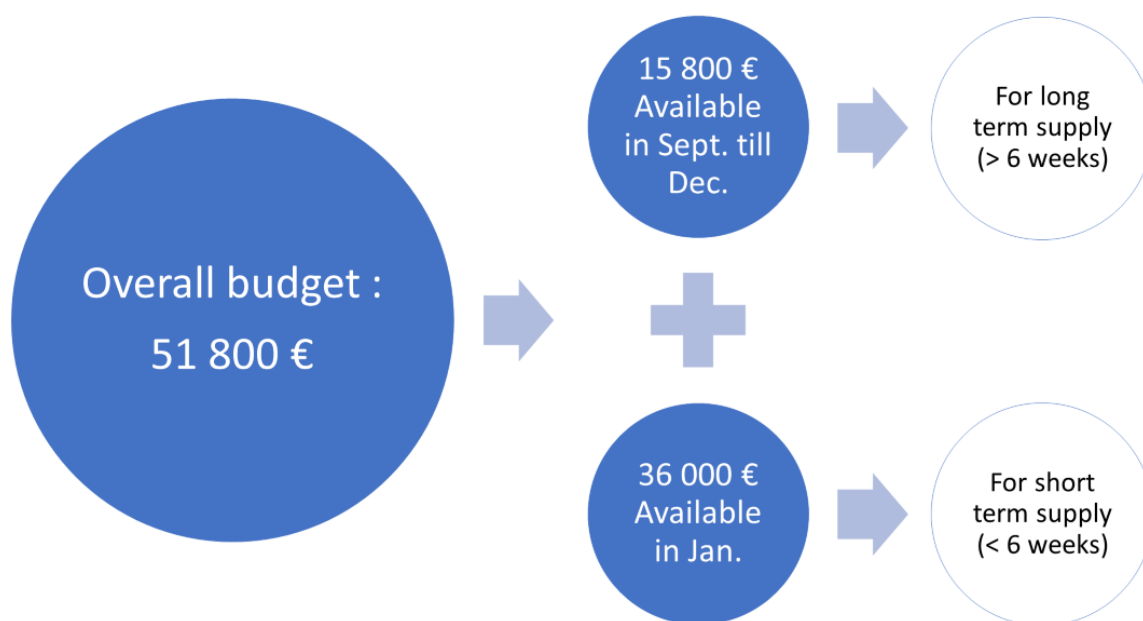 Overall budget :
51 800 €
15 800 €
Available
in Sept. till
Dec.
For long
term supply
(> 6 weeks)
36 000 €
Available
in Jan.
For short
term supply
(< 6 weeks)